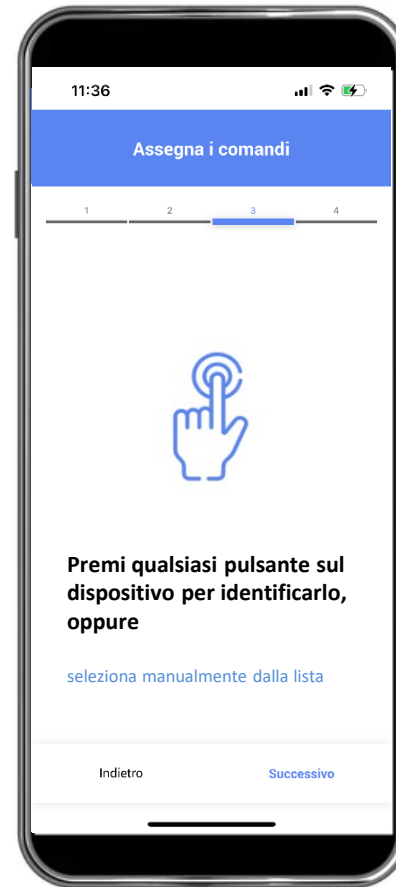 11:36
Assegna i comandi
1 2 3 4
Premi qualsiasi pulsante sul
dispositivo per identificarlo,
oppure
seleziona manualmente dalla lista
Indietro Successivo